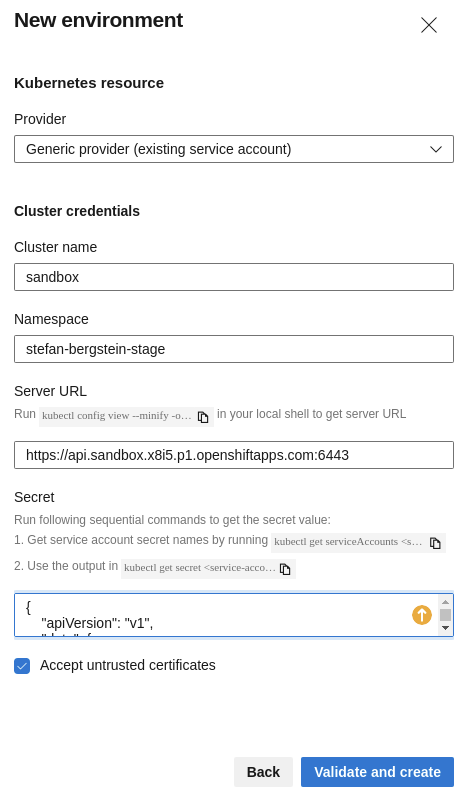 New environment
Kubernetes resource
Provider
Generic provider (existing service account)
Cluster credentials
Cluster name
sandbox
Namespace
stefan-bergstein-stage
Server URL
Run kubectl config view --minify -o… in your local shell to get server URL
https://api.sandbox.x8i5.p1.openshiftapps.com:6443
Secret
Run following sequential commands to get the secret value:
1. Get service account secret names by running kubectl get serviceAccounts <s…
2. Use the output in kubectl get secret <service-acco…
{
"apiVersion": "v1",
Accept untrusted certificates
Back Validate and create